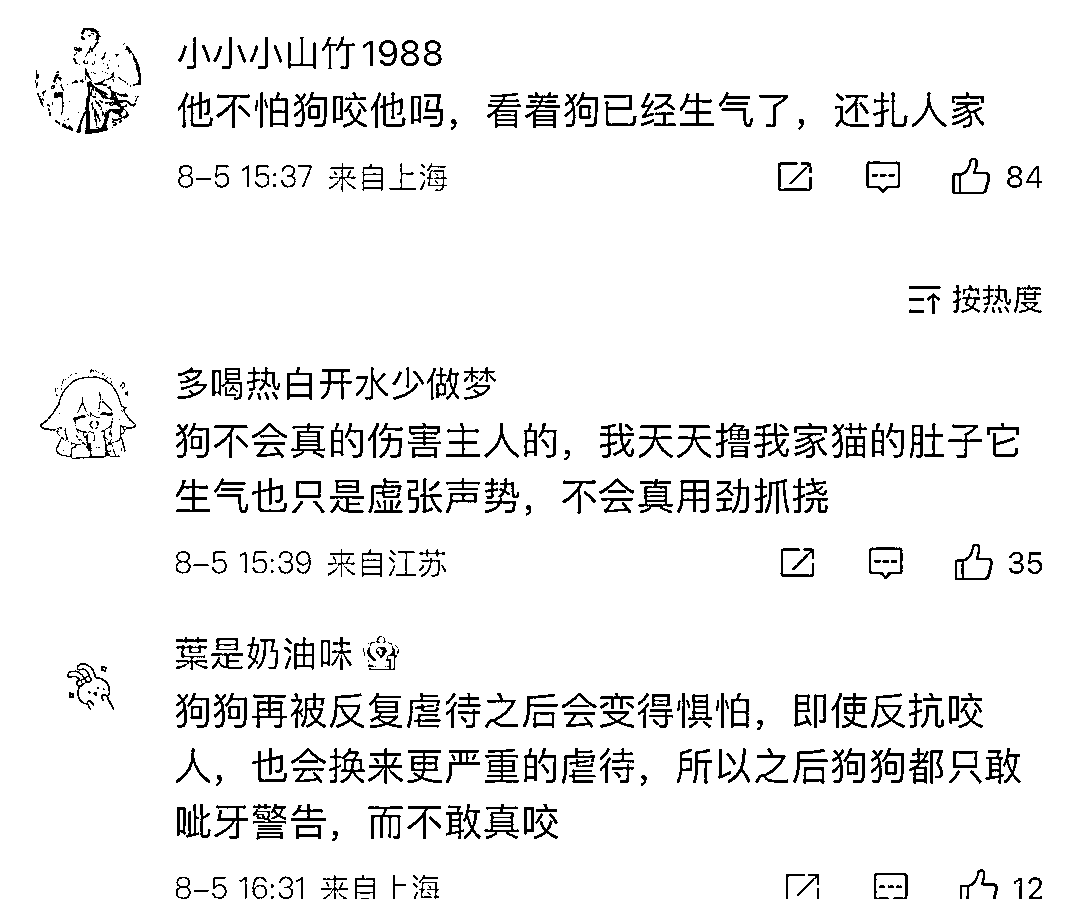 小小小山竹1988
他不怕狗咬他吗，看着狗已经生气了，还扎人家
8-5 15:37 来自上海
84
按热度
多喝热白开水少做梦
狗不会真的伤害主人的，我天天撸我家猫的肚子它
生气也只是虚张声势，不会真用劲抓挠
8-5 15:39 来自江苏
35
葉是奶油味
狗狗再被反复虐待之后会变得惧怕，即使反抗咬
人，也会换来更严重的虐待，所以之后狗狗都只敢
呲牙警告，而不敢真咬
8-5 16:31 来自上海
12